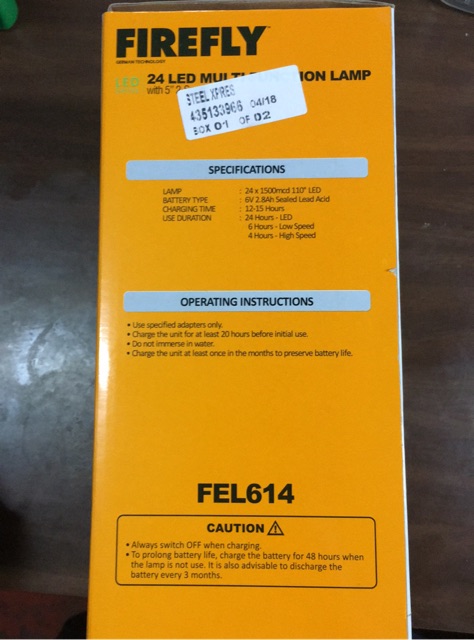 FIREFLY
GERMAN TECHNOLOGY
LED
24 LED MULTI LAMP
with 5"
STEEL XPRES
435133966 04/18
BOX 01 OF 02
SPECIFICATIONS
LAMP : 24 x 1500mcd 110° LED
BATTERY TYPE : 6V 2.8Ah Sealed Lead Acid
CHARGING TIME : 12-15 Hours
USE DURATION : 24 Hours - LED
6 Hours - Low Speed
4 Hours - High Speed
OPERATING INSTRUCTIONS
• Use specified adapters only.
• Charge the unit for at least 20 hours before initial use.
• Do not immerse in water.
• Charge the unit at least once in the months to preserve battery life.
FEL614
CAUTION
• Always switch OFF when charging.
• To prolong battery life, charge the battery for 48 hours when
the lamp is not use. It is also advisable to discharge the
battery every 3 months.